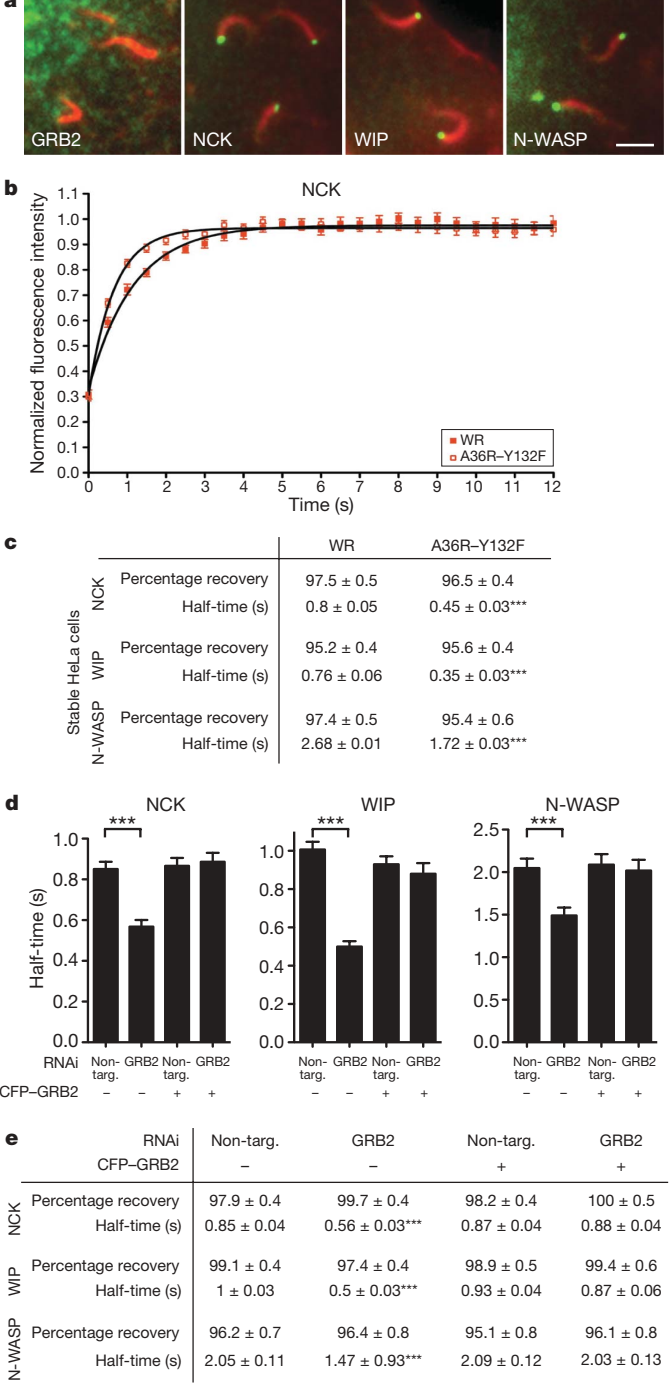 a
GRB2
NCK
WIP
N-WASP
b
NCK
Normalized fluorescence intensity
1.1
1.0
0.9
0.8
0.7
0.6
0.5
0.4
0.3
0.2
0.1
0.0
WR
A36R–Y132F
0 1 2 3 4 5 6 7 8 9 10 11 12
Time (s)
c
WR A36R–Y132F
Stable HeLa cells
NCK
Percentage recovery 97.5 ± 0.5 96.5 ± 0.4
Half-time (s) 0.8 ± 0.05 0.45 ± 0.03***
WIP
Percentage recovery 95.2 ± 0.4 95.6 ± 0.4
Half-time (s) 0.76 ± 0.06 0.35 ± 0.03***
N-WASP
Percentage recovery 97.4 ± 0.5 95.4 ± 0.6
Half-time (s) 2.68 ± 0.01 1.72 ± 0.03***
d
NCK
Half-time (s)
***
1.0
0.8
0.6
0.4
0.2
0.0
WIP
***
1.0
0.8
0.6
0.4
0.2
0.0
N-WASP
***
2.5
2.0
1.5
1.0
0.5
0.0
RNAi Non- GRB2 Non- GRB2 Non- GRB2 Non- GRB2 Non- GRB2 Non- GRB2
targ. targ. targ. targ. targ. targ.
CFP–GRB2 – – + + – – + + – – + +
e
RNAi Non-targ. GRB2 Non-targ. GRB2
CFP–GRB2 – – + +
NCK
Percentage recovery 97.9 ± 0.4 99.7 ± 0.4 98.2 ± 0.4 100 ± 0.5
Half-time (s) 0.85 ± 0.04 0.56 ± 0.03*** 0.87 ± 0.04 0.88 ± 0.04
WIP
Percentage recovery 99.1 ± 0.4 97.4 ± 0.4 98.9 ± 0.5 99.4 ± 0.6
Half-time (s) 1 ± 0.03 0.5 ± 0.03*** 0.93 ± 0.04 0.87 ± 0.06
N-WASP
Percentage recovery 96.2 ± 0.7 96.4 ± 0.8 95.1 ± 0.8 96.1 ± 0.8
Half-time (s) 2.05 ± 0.11 1.47 ± 0.93*** 2.09 ± 0.12 2.03 ± 0.13